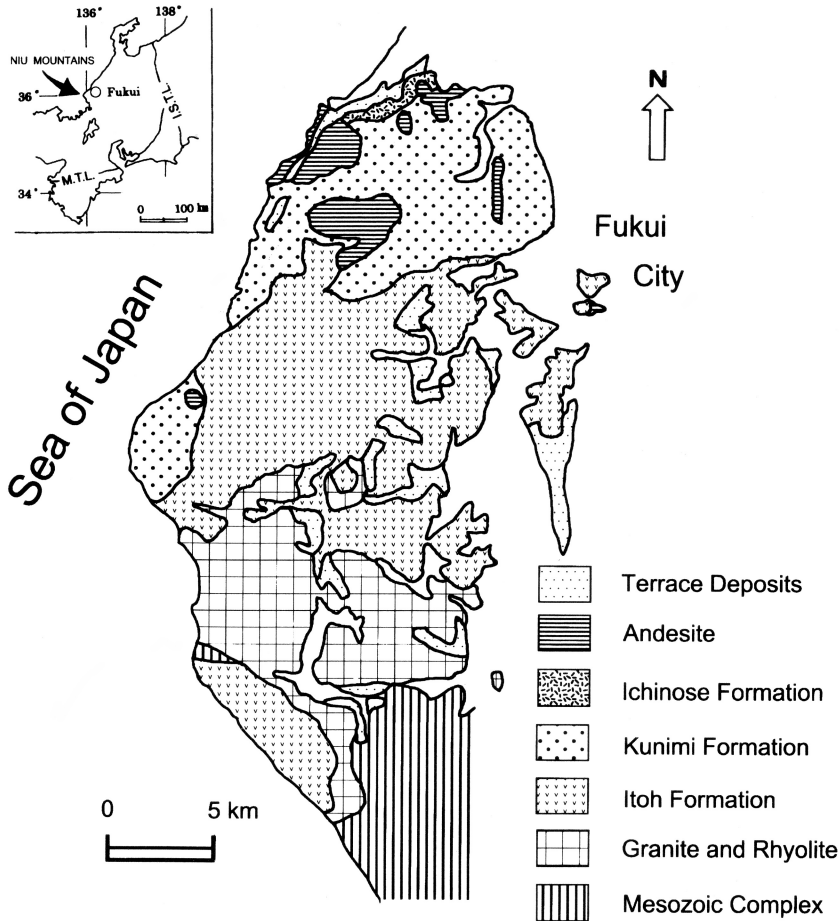 136° 138°
NIU MOUNTAINS
36° Fukui
I.S.T.L.
M.T.L.
34°
0 100 km
N
Fukui
City
Sea of Japan
Terrace Deposits
Andesite
Ichinose Formation
Kunimi Formation
Itoh Formation
0 5 km
Granite and Rhyolite
Mesozoic Complex